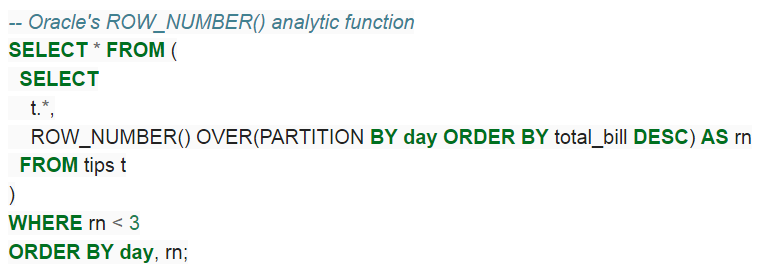 -- Oracle's ROW_NUMBER() analytic function
SELECT * FROM (
  SELECT
    t.*,
    ROW_NUMBER() OVER(PARTITION BY day ORDER BY total_bill DESC) AS rn
  FROM tips t
)
WHERE rn < 3
ORDER BY day, rn;